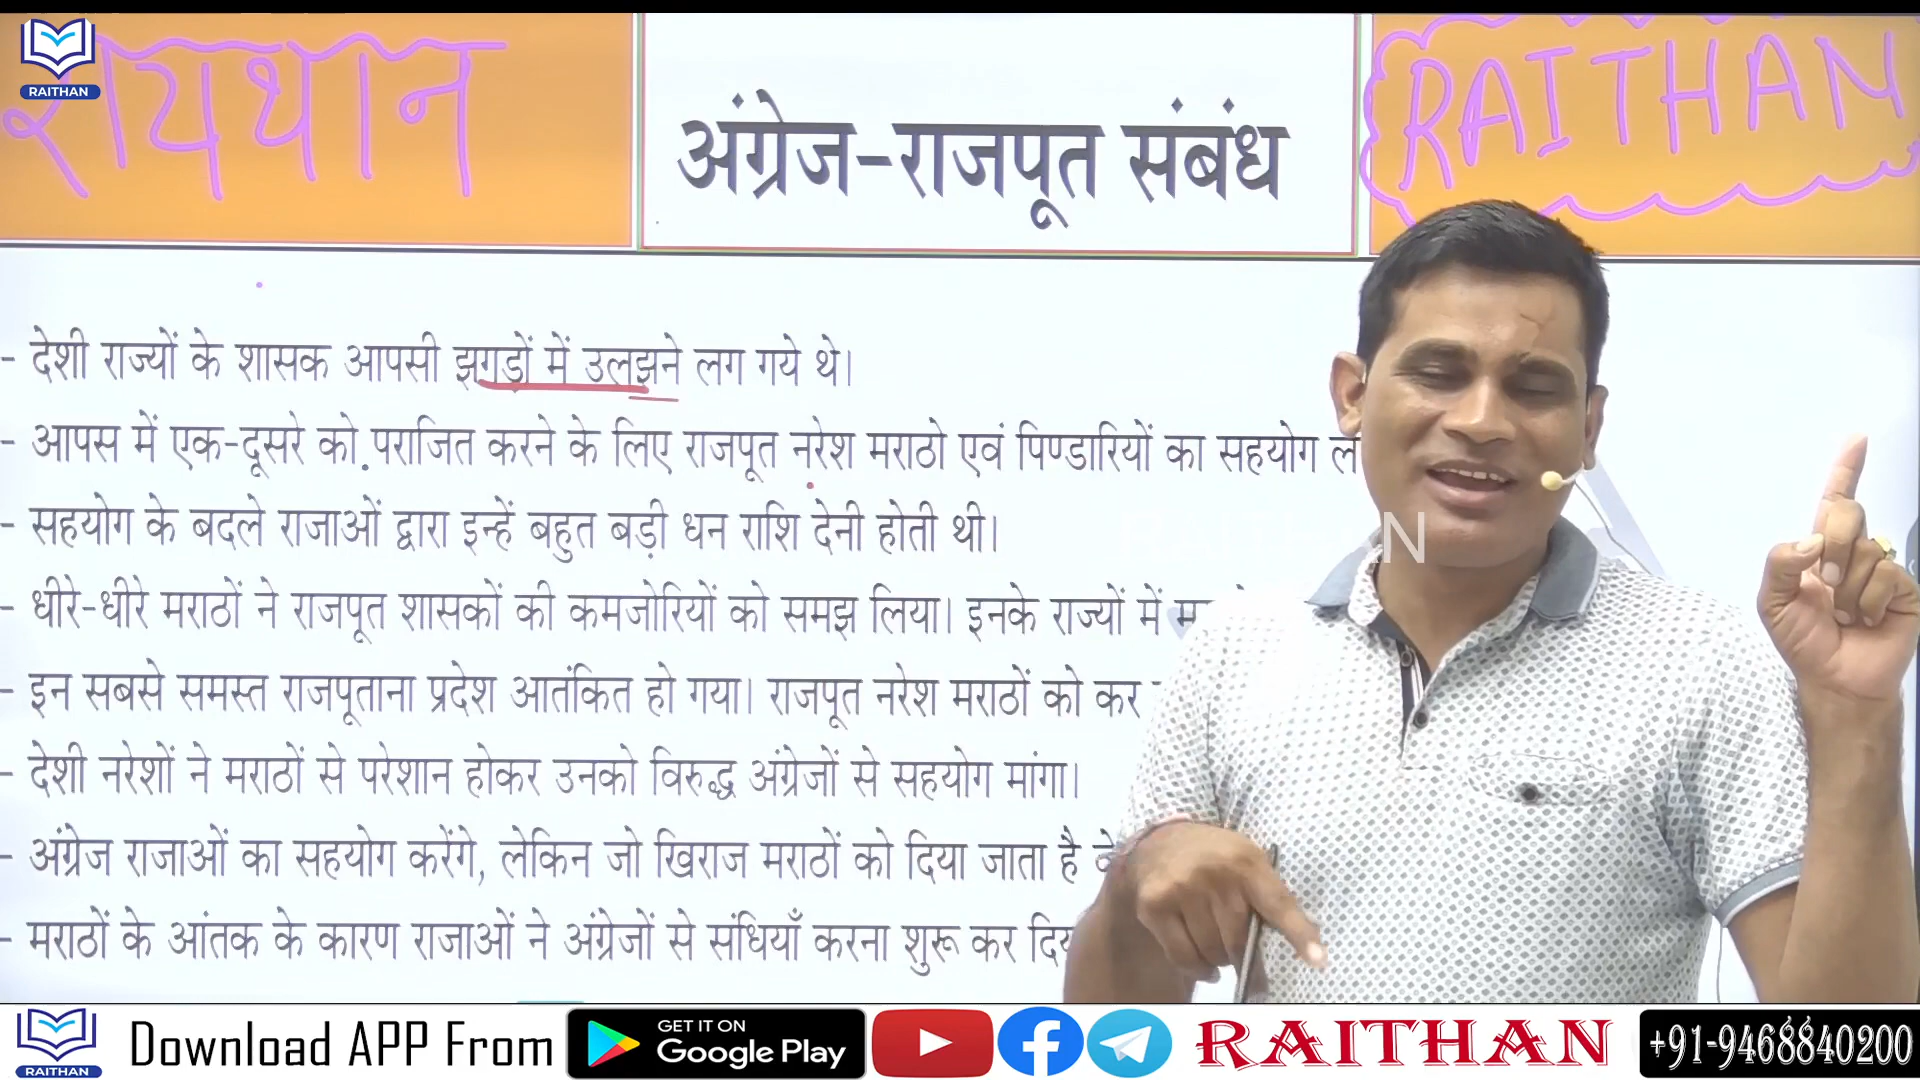 RAITHAN
रायथान
अंग्रेज-राजपूत संबंध
RAITHAN
- देशी राज्यों के शासक आपसी झगड़ों में उलझने लग गये थे।
- आपस में एक-दूसरे को पराजित करने के लिए राजपूत नरेश मराठो एवं पिण्डारियों का सहयोग
- सहयोग के बदले राजाओं द्वारा इन्हें बहुत बड़ी धन राशि देनी होती थी।
RAITHAN
- धीरे-धीरे मराठों ने राजपूत शासकों की कमजोरियों को समझ लिया। इनके राज्यों में
- इन सबसे समस्त राजपूताना प्रदेश आतंकित हो गया। राजपूत नरेश मराठों को कर
- देशी नरेशों ने मराठों से परेशान होकर उनको विरुद्ध अंग्रेजों से सहयोग मांगा।
- अंग्रेज राजाओं का सहयोग करेंगे, लेकिन जो खिराज मराठों को दिया जाता है
- मराठों के आंतक के कारण राजाओं ने अंग्रेजों से संधियाँ करना शुरू कर
RAITHAN
Download APP From
GET IT ON
Google Play
RAITHAN
+91-9468840200